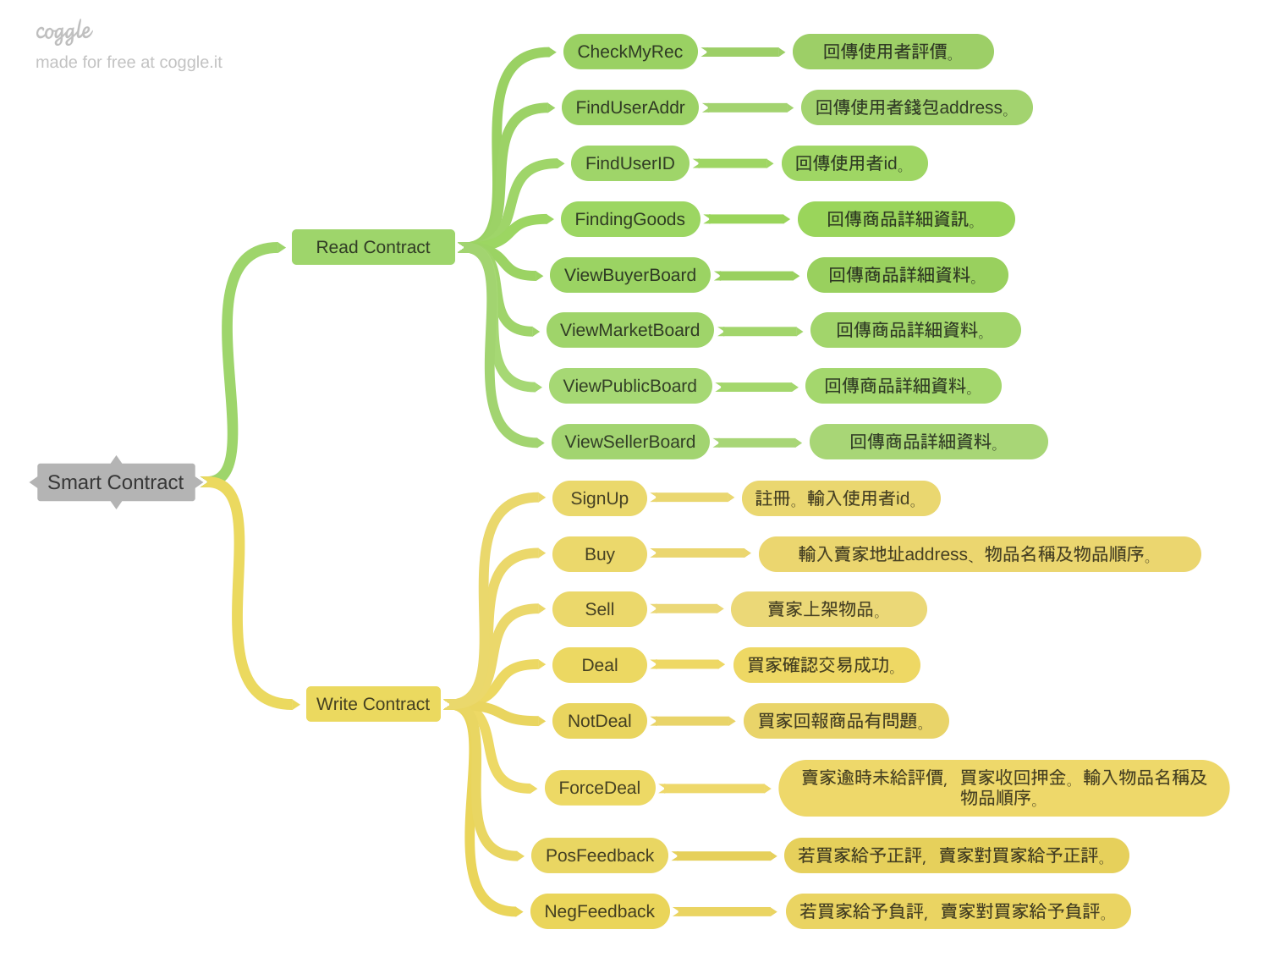 coggle
made for free at coggle.it
Smart Contract
Read Contract
CheckMyRec
回傳使用者評價。
FindUserAddr
回傳使用者錢包address。
FindUserID
回傳使用者id。
FindingGoods
回傳商品詳細資訊。
ViewBuyerBoard
回傳商品詳細資料。
ViewMarketBoard
回傳商品詳細資料。
ViewPublicBoard
回傳商品詳細資料。
ViewSellerBoard
回傳商品詳細資料。
Write Contract
SignUp
註冊。輸入使用者id。
Buy
輸入賣家地址address、物品名稱及物品順序。
Sell
賣家上架物品。
Deal
買家確認交易成功。
NotDeal
買家回報商品有問題。
ForceDeal
賣家逾時未給評價，買家收回押金。輸入物品名稱及
物品順序。
PosFeedback
若買家給予正評，賣家對買家給予正評。
NegFeedback
若買家給予負評，賣家對買家給予負評。